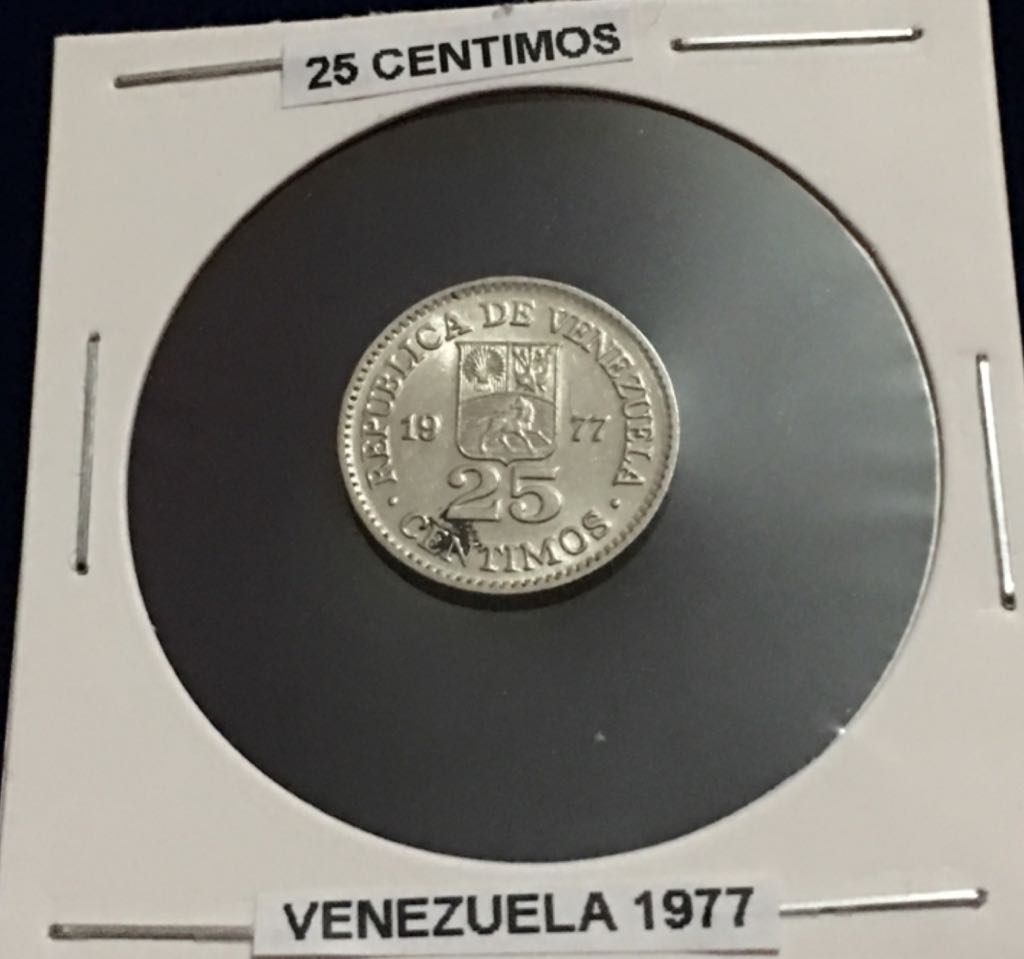 25 CENTIMOS
REPUBLICA DE VENEZUELA
19 77
25
CENTIMOS
VENEZUELA 1977